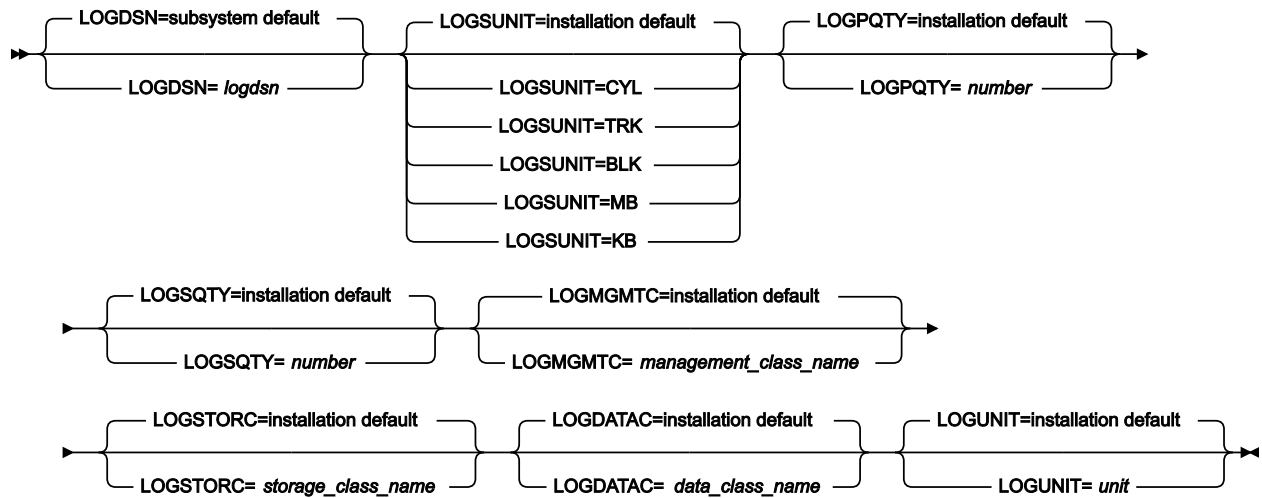 LOGDSN=subsystem default
LOGDSN= logdsn
LOGSUNIT=installation default
LOGSUNIT=CYL
LOGSUNIT=TRK
LOGSUNIT=BLK
LOGSUNIT=MB
LOGSUNIT=KB
LOGPQTY=installation default
LOGPQTY= number
LOGSQTY=installation default
LOGSQTY= number
LOGMGMTC=installation default
LOGMGMTC= management_class_name
LOGSTORC=installation default
LOGSTORC= storage_class_name
LOGDATAC=installation default
LOGDATAC= data_class_name
LOGUNIT=installation default
LOGUNIT= unit